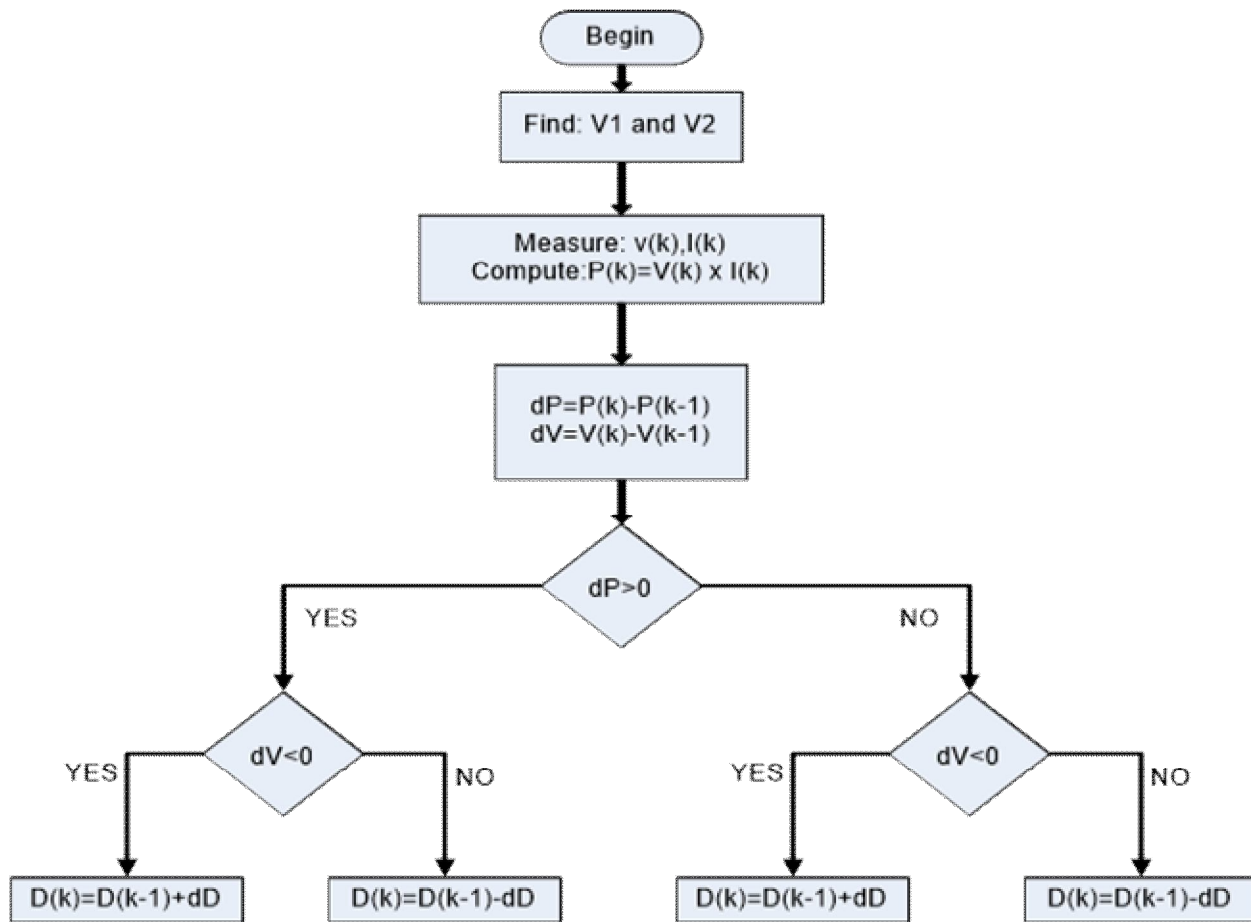 Begin
Find: V1 and V2
Measure: v(k),I(k)
Compute:P(k)=V(k) x I(k)
dP=P(k)-P(k-1)
dV=V(k)-V(k-1)
dP>0
YES
NO
dV<0
dV<0
YES
NO
YES
NO
D(k)=D(k-1)+dD
D(k)=D(k-1)-dD
D(k)=D(k-1)+dD
D(k)=D(k-1)-dD